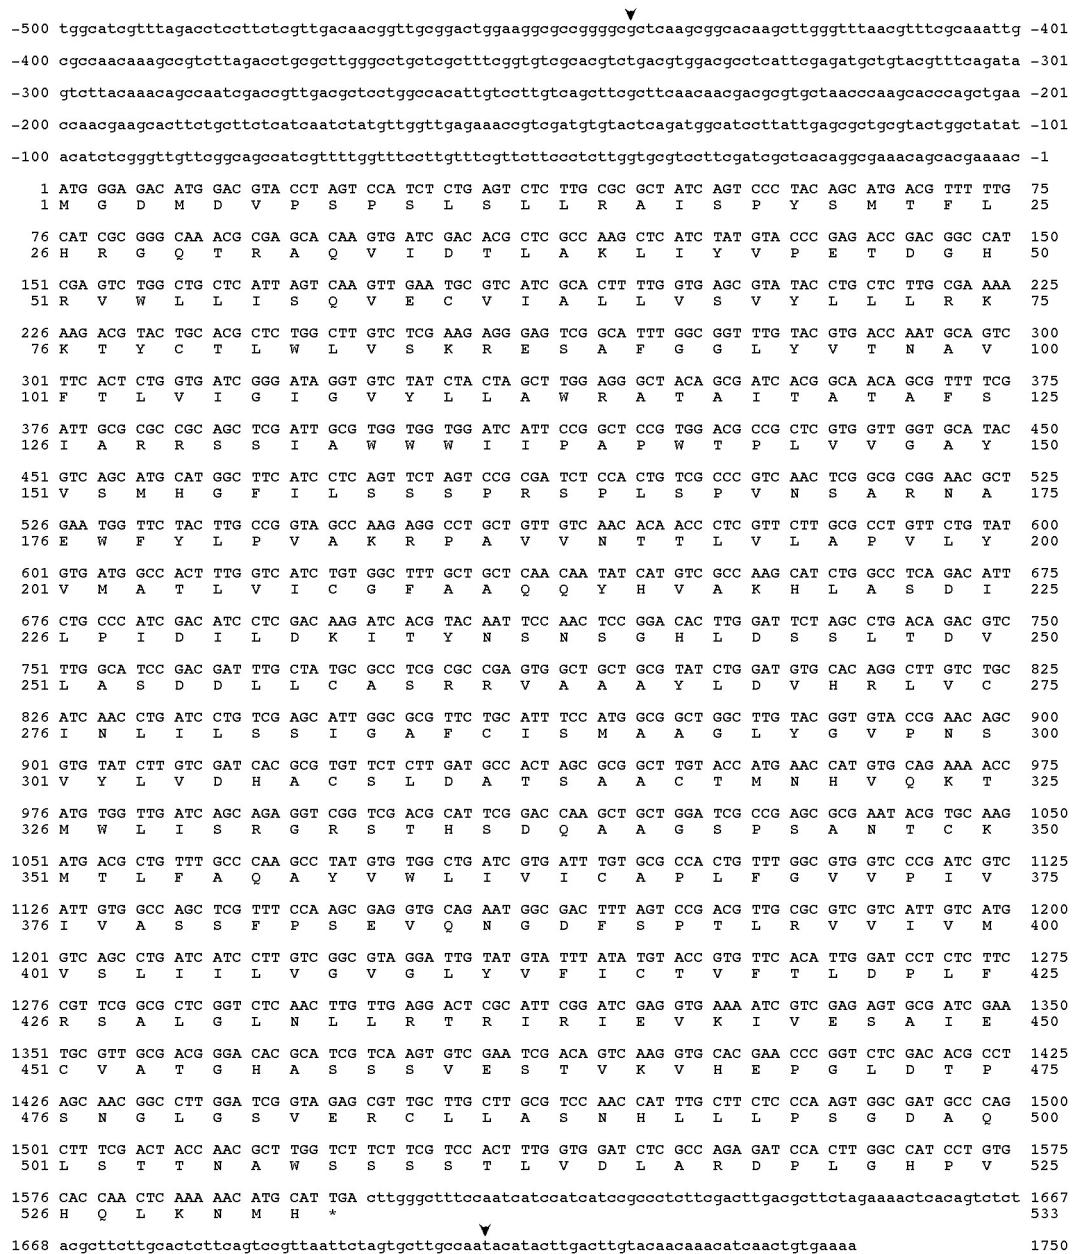 -500 tggcatcgtttagacctccttctcgttgacaacggttgcggactggaaggcgccggggcgctcaagcggcacaagcttgggtttaacgtttcgcaaattg -401
-400 cgccaacaaagccgtcttagacctgcgcttgggcctgctcgctttcggtgtcgcacgtctgacgtggacgcctcattcgagatgctgtacgtttcagata -301
-300 gtcttacaaacagccaatcgaccgttgacgctcctggccacattgtccttgtcagcttcgcttcaacaacgacgcgtgctaacccaagcacccagctgaa -201
-200 ccaacgaagcacttctgcttctcatcaatctatgttggttgagaaaccgtcgatgtgtactcagatggcatccttattgagcgctgcgtactggctatat -101
-100 acatctcgggttgttcggcagccatcgttttggtttccttgtttcgttcttccctcttggtgcgtccttcgatcgctcacaggcgaaacagcacgaaaac -1
1 ATG GGA GAC ATG GAC GTA CCT AGT CCA TCT CTG AGT CTC TTG CGC GCT ATC AGT CCC TAC AGC ATG ACG TTT TTG 75
1 M G D M D V P S P S L S L L R A I S P Y S M T F L 25
76 CAT CGC GGG CAA ACG CGA GCA CAA GTG ATC GAC ACG CTC GCC AAG CTC ATC TAT GTA CCC GAG ACC GAC GGC CAT 150
26 H R G Q T R A Q V I D T L A K L I Y V P E T D G H 50
151 CGA GTC TGG CTG CTC ATT AGT CAA GTT GAA TGC GTC ATC GCA CTT TTG GTG AGC GTA TAC CTG CTC TTG CGA AAA 225
51 R V W L L I S Q V E C V I A L L V S V Y L L L R K 75
226 AAG ACG TAC TGC ACG CTC TGG CTT GTC TCG AAG AGG GAG TCG GCA TTT GGC GGT TTG TAC GTG ACC AAT GCA GTC 300
76 K T Y C T L W L V S K R E S A F G G L Y V T N A V 100
301 TTC ACT CTG GTG ATC GGG ATA GGT GTC TAT CTA CTA GCT TGG AGG GCT ACA GCG ATC ACG GCA ACA GCG TTT TCG 375
101 F T L V I G I G V Y L L A W R A T A I T A T A F S 125
376 ATT GCG CGC CGC AGC TCG ATT GCG TGG TGG TGG ATC ATT CCG GCT CCG TGG ACG CCG CTC GTG GTT GGT GCA TAC 450
126 I A R R S S I A W W W I I P A P W T P L V V G A Y 150
451 GTC AGC ATG CAT GGC TTC ATC CTC AGT TCT AGT CCG CGA TCT CCA CTG TCG CCC GTC AAC TCG GCG CGG AAC GCT 525
151 V S M H G F I L S S S P R S P L S P V N S A R N A 175
526 GAA TGG TTC TAC TTG CCG GTA GCC AAG AGG CCT GCT GTT GTC AAC ACA ACC CTC GTT CTT GCG CCT GTT CTG TAT 600
176 E W F Y L P V A K R P A V V N T T L V L A P V L Y 200
601 GTG ATG GCC ACT TTG GTC ATC TGT GGC TTT GCT GCT CAA CAA TAT CAT GTC GCC AAG CAT CTG GCC TCA GAC ATT 675
201 V M A T L V I C G F A A Q Q Y H V A K H L A S D I 225
676 CTG CCC ATC GAC ATC CTC GAC AAG ATC ACG TAC AAT TCC AAC TCC GGA CAC TTG GAT TCT AGC CTG ACA GAC GTC 750
226 L P I D I L D K I T Y N S N S G H L D S S L T D V 250
751 TTG GCA TCC GAC GAT TTG CTA TGC GCC TCG CGC CGA GTG GCT GCT GCG TAT CTG GAT GTG CAC AGG CTT GTC TGC 825
251 L A S D D L L C A S R R V A A A Y L D V H R L V C 275
826 ATC AAC CTG ATC CTG TCG AGC ATT GGC GCG TTC TGC ATT TCC ATG GCG GCT GGC TTG TAC GGT GTA CCG AAC AGC 900
276 I N L I L S S I G A F C I S M A A G L Y G V P N S 300
901 GTG TAT CTT GTC GAT CAC GCG TGT TCT CTT GAT GCC ACT AGC GCG GCT TGT ACC ATG AAC CAT GTG CAG AAA ACC 975
301 V Y L V D H A C S L D A T S A A C T M N H V Q K T 325
976 ATG TGG TTG ATC AGC AGA GGT CGG TCG ACG CAT TCG GAC CAA GCT GCT GGA TCG CCG AGC GCG AAT ACG TGC AAG 1050
326 M W L I S R G R S T H S D Q A A G S P S A N T C K 350
1051 ATG ACG CTG TTT GCC CAA GCC TAT GTG TGG CTG ATC GTG ATT TGT GCG CCA CTG TTT GGC GTG GTC CCG ATC GTC 1125
351 M T L F A Q A Y V W L I V I C A P L F G V V P I V 375
1126 ATT GTG GCC AGC TCG TTT CCA AGC GAG GTG CAG AAT GGC GAC TTT AGT CCG ACG TTG CGC GTC GTC ATT GTC ATG 1200
376 I V A S S F P S E V Q N G D F S P T L R V V I V M 400
1201 GTC AGC CTG ATC ATC CTT GTC GGC GTA GGA TTG TAT GTA TTT ATA TGT ACC GTG TTC ACA TTG GAT CCT CTC TTC 1275
401 V S L I I L V G V G L Y V F I C T V F T L D P L F 425
1276 CGT TCG GCG CTC GGT CTC AAC TTG TTG AGG ACT CGC ATT CGG ATC GAG GTG AAA ATC GTC GAG AGT GCG ATC GAA 1350
426 R S A L G L N L L R T R I R I E V K I V E S A I E 450
1351 TGC GTT GCG ACG GGA CAC GCA TCG TCA AGT GTC GAA TCG ACA GTC AAG GTG CAC GAA CCC GGT CTC GAC ACG CCT 1425
451 C V A T G H A S S S V E S T V K V H E P G L D T P 475
1426 AGC AAC GGC CTT GGA TCG GTA GAG CGT TGC TTG CTT GCG TCC AAC CAT TTG CTT CTC CCA AGT GGC GAT GCC CAG 1500
476 S N G L G S V E R C L L A S N H L L L P S G D A Q 500
1501 CTT TCG ACT ACC AAC GCT TGG TCT TCT TCG TCC ACT TTG GTG GAT CTC GCC AGA GAT CCA CTT GGC CAT CCT GTG 1575
501 L S T T N A W S S S S T L V D L A R D P L G H P V 525
1576 CAC CAA CTC AAA AAC ATG CAT TGA cttgggctttccaatcatccatcatccgccctcttcgacttgacgcttctagaaaactcacagtctct 1667
526 H Q L K N M H * 533
1668 acgcttcttgcactcttcagtccgttaattctagtgcttgccaatacatacttgacttgtacaacaaacatcaactgtgaaaa 1750